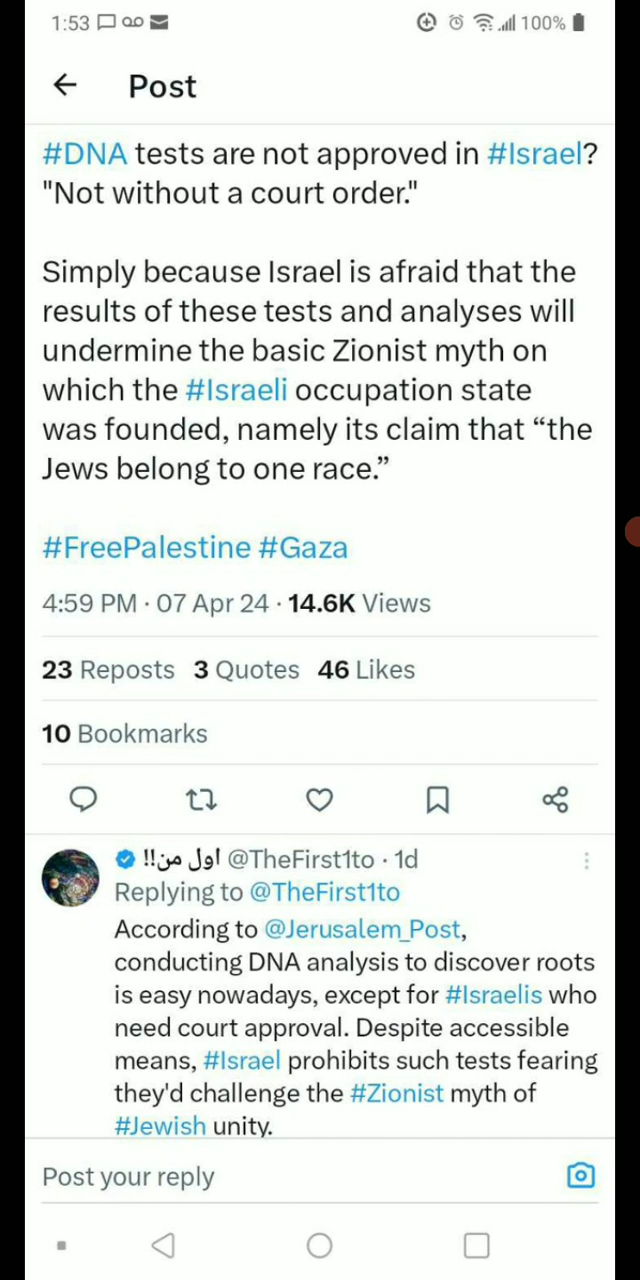 1:53 100%
Post
#DNA tests are not approved in #Israel?
"Not without a court order."
Simply because Israel is afraid that the
results of these tests and analyses will
undermine the basic Zionist myth on
which the #Israeli occupation state
was founded, namely its claim that “the
Jews belong to one race.”
#FreePalestine #Gaza
4:59 PM · 07 Apr 24 · 14.6K Views
23 Reposts 3 Quotes 46 Likes
10 Bookmarks
اول من!! @TheFirst1to · 1d
Replying to @TheFirst1to
According to @Jerusalem_Post,
conducting DNA analysis to discover roots
is easy nowadays, except for #Israelis who
need court approval. Despite accessible
means, #Israel prohibits such tests fearing
they'd challenge the #Zionist myth of
#Jewish unity.
Post your reply